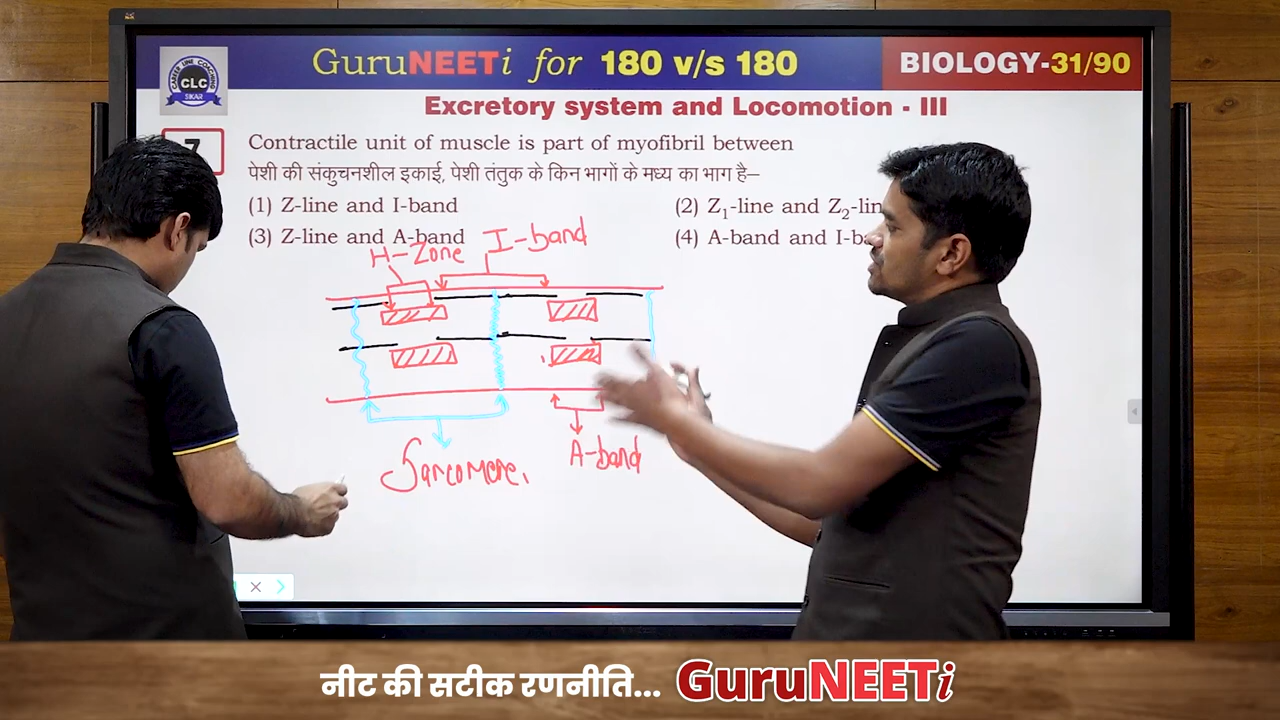 GuruNEETi for 180 v/s 180
BIOLOGY-31/90
CAREER LINE COACHING
CLC
SIKAR
Excretory system and Locomotion - III
7
Contractile unit of muscle is part of myofibril between
पेशी की संकुचनशील इकाई, पेशी तंतुक के किन भागों के मध्य का भाग है–
(1) Z-line and I-band
(2) Z₁-line and Z₂-lin
(3) Z-line and A-band
(4) A-band and I-ba
H-Zone
I-band
Sarcomere,
A-band
नीट की सटीक रणनीति... GuruNEETi